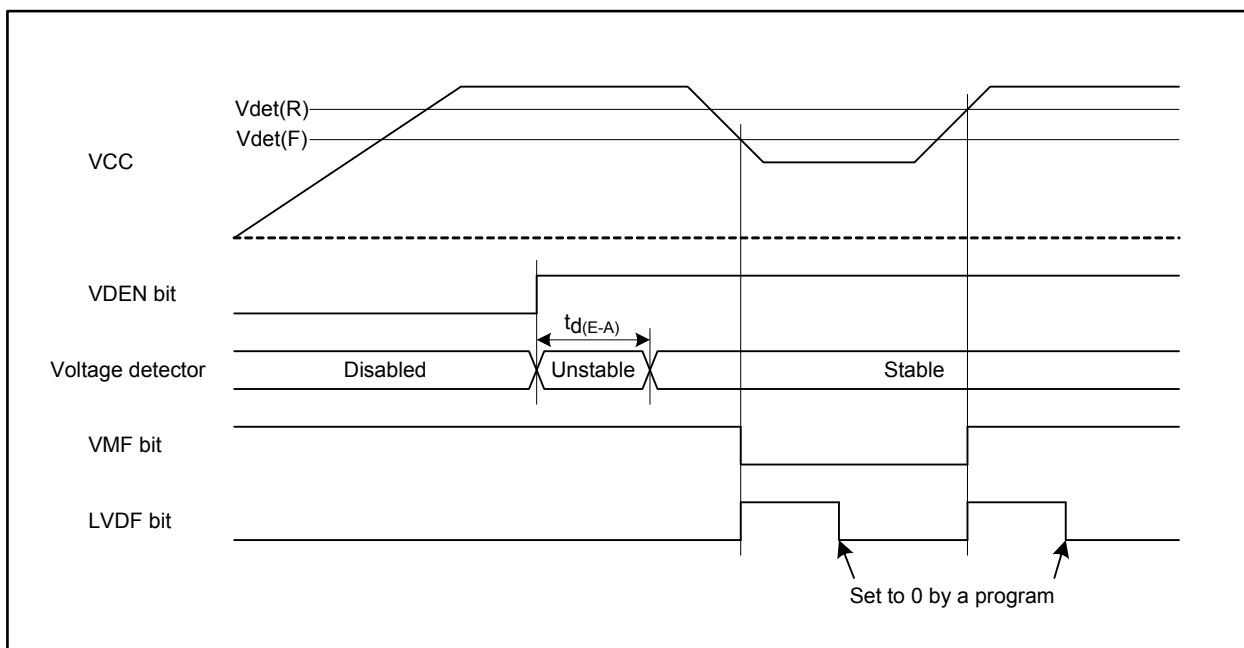 Vdet(R)
Vdet(F)
VCC
VDEN bit
td(E-A)
Voltage detector
Disabled
Unstable
Stable
VMF bit
LVDF bit
Set to 0 by a program